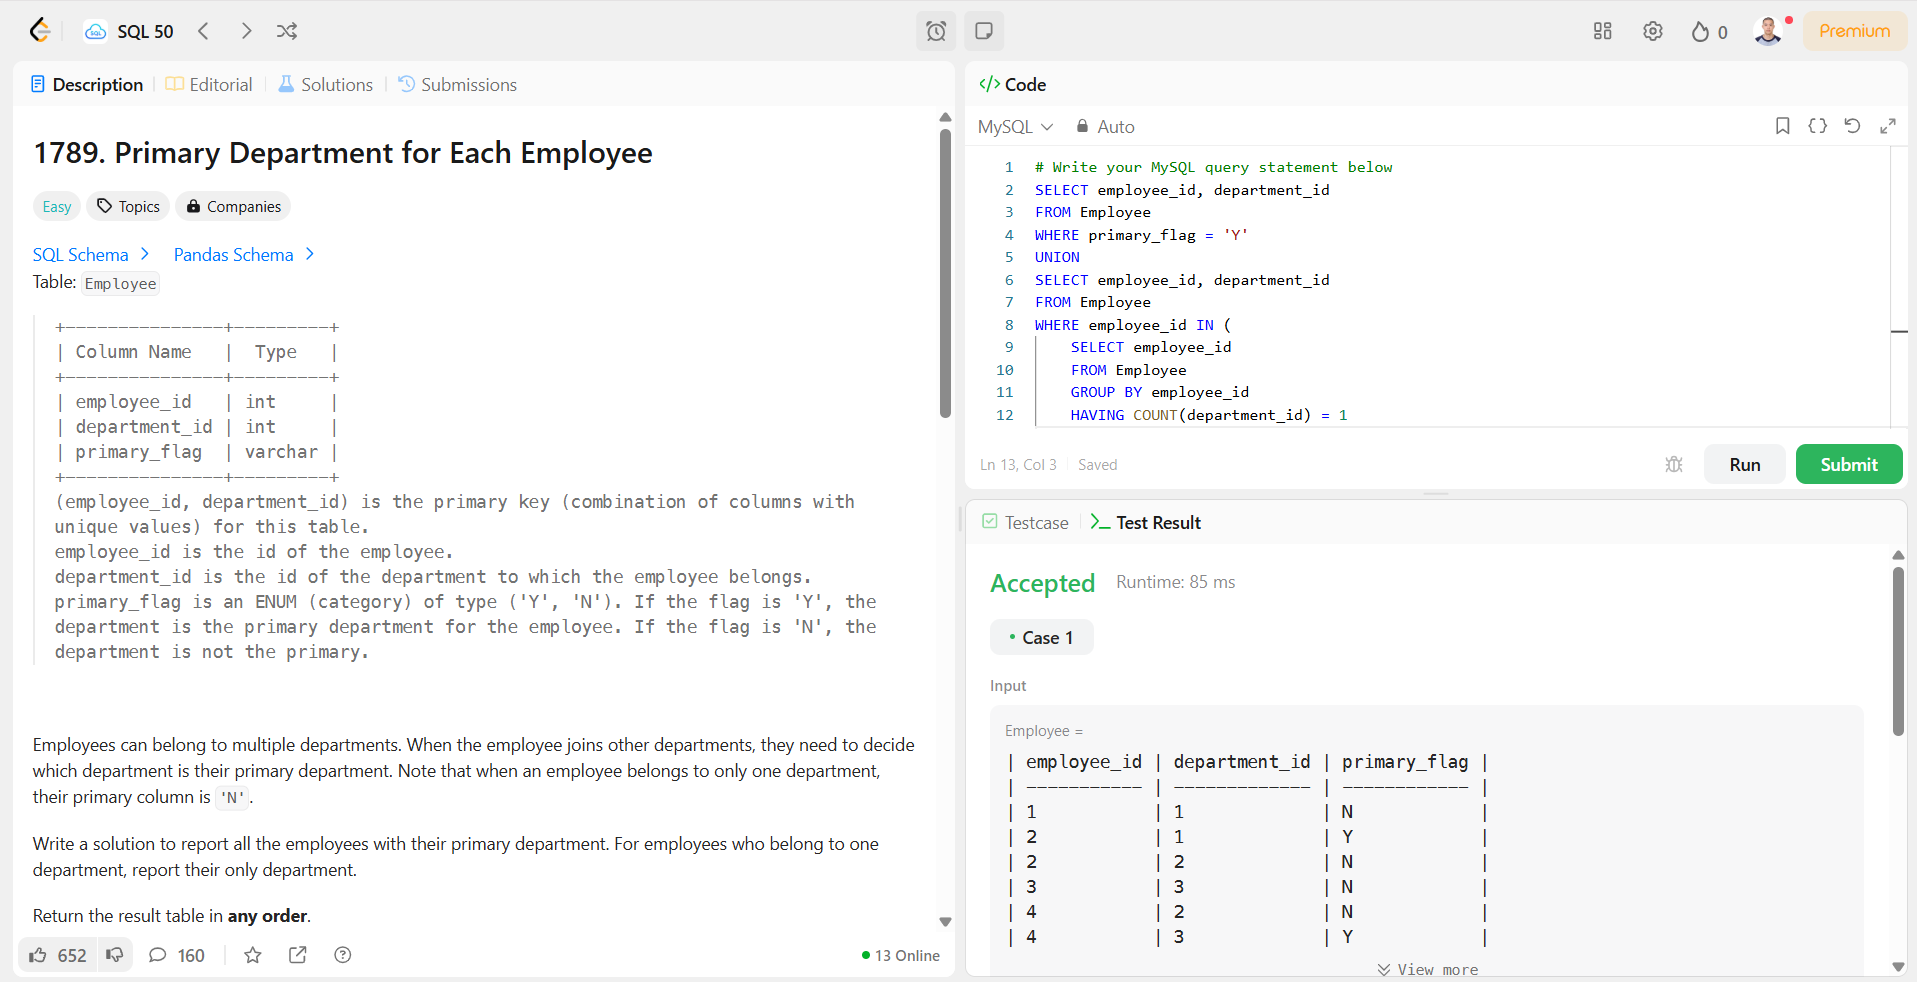 SQL 50
0
Premium
Description
Editorial
Solutions
Submissions
1789. Primary Department for Each Employee
Easy
Topics
Companies
SQL Schema
Pandas Schema
Table: Employee
+---------------+---------+
| Column Name   |  Type   |
+---------------+---------+
| employee_id   | int     |
| department_id | int     |
| primary_flag  | varchar |
+---------------+---------+
(employee_id, department_id) is the primary key (combination of columns with
unique values) for this table.
employee_id is the id of the employee.
department_id is the id of the department to which the employee belongs.
primary_flag is an ENUM (category) of type ('Y', 'N'). If the flag is 'Y', the
department is the primary department for the employee. If the flag is 'N', the
department is not the primary.
Employees can belong to multiple departments. When the employee joins other departments, they need to decide
which department is their primary department. Note that when an employee belongs to only one department,
their primary column is 'N'.
Write a solution to report all the employees with their primary department. For employees who belong to one
department, report their only department.
Return the result table in any order.
652
160
13 Online
</> Code
MySQL
Auto
1 # Write your MySQL query statement below
2 SELECT employee_id, department_id
3 FROM Employee
4 WHERE primary_flag = 'Y'
5 UNION
6 SELECT employee_id, department_id
7 FROM Employee
8 WHERE employee_id IN (
9     SELECT employee_id
10     FROM Employee
11     GROUP BY employee_id
12     HAVING COUNT(department_id) = 1
Ln 13, Col 3
Saved
Run
Submit
Testcase
Test Result
Accepted
Runtime: 85 ms
Case 1
Input
Employee =
| employee_id | department_id | primary_flag |
| ----------- | ------------- | ------------ |
| 1           | 1             | N            |
| 2           | 1             | Y            |
| 2           | 2             | N            |
| 3           | 3             | N            |
| 4           | 2             | N            |
| 4           | 3             | Y            |
View more